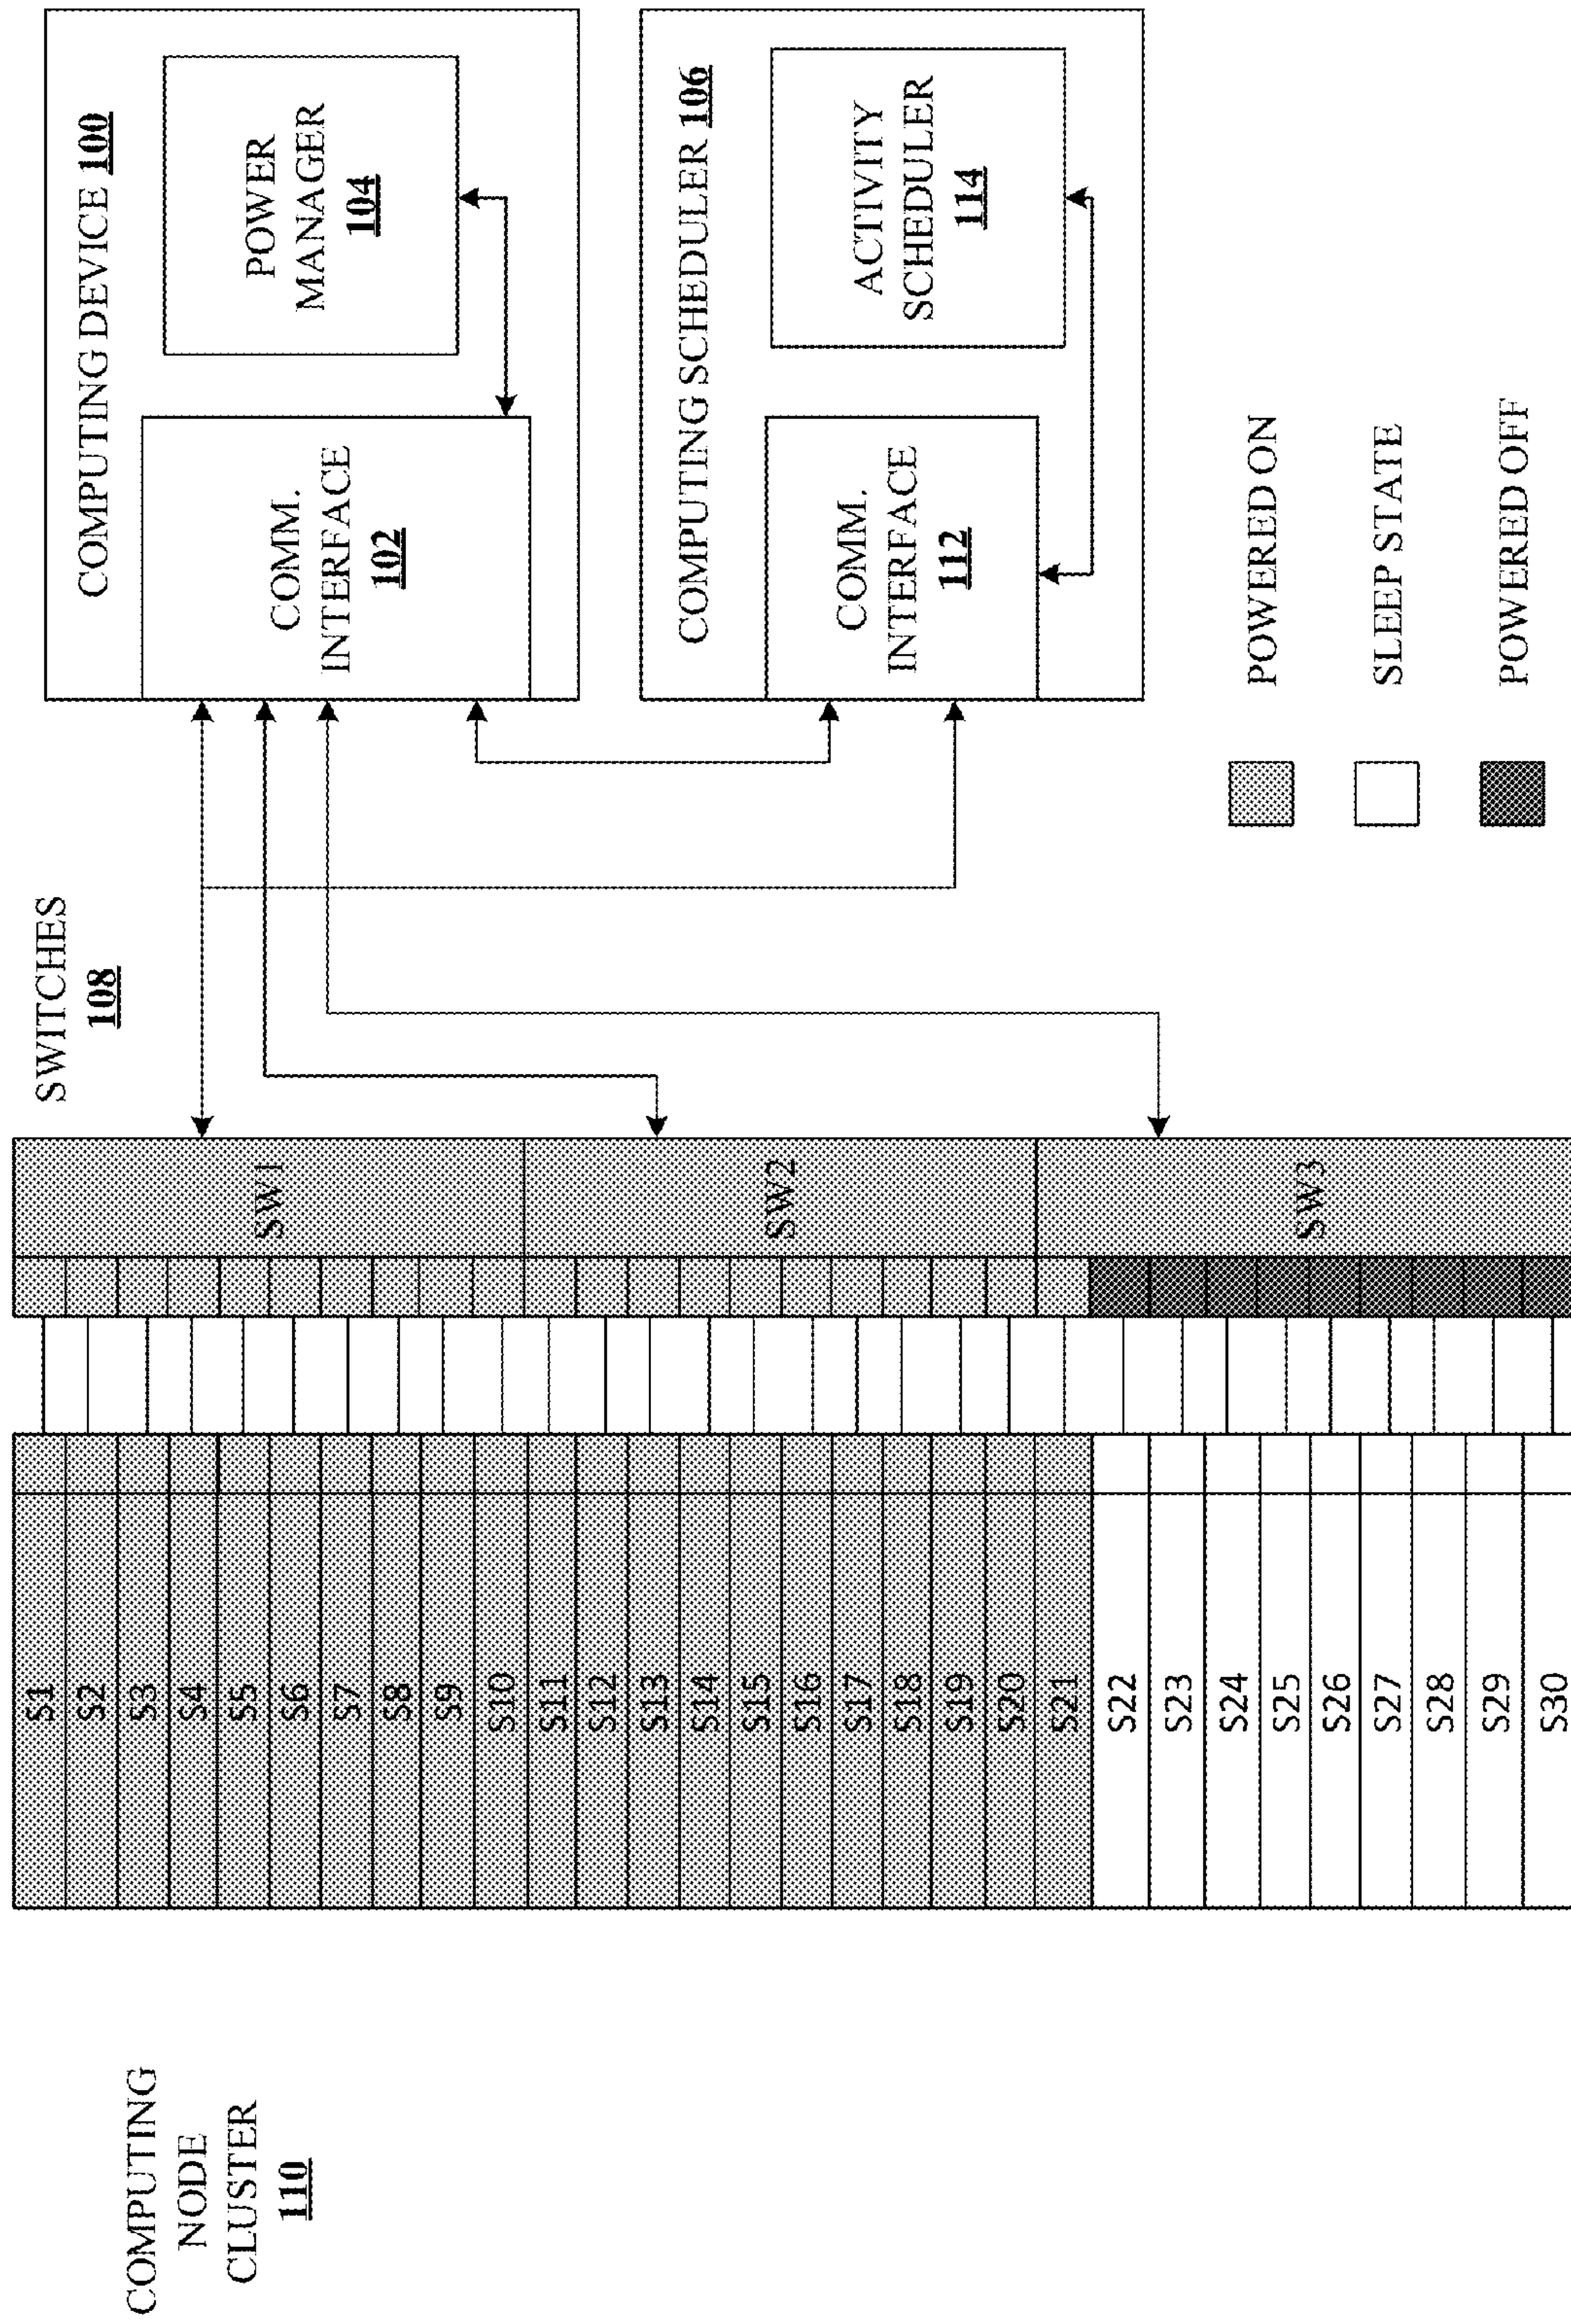 COMPUTING DEVICE 100
COMM.
INTERFACE
102
POWER
MANAGER
104
COMPUTING SCHEDULER 106
COMM.
INTERFACE
112
ACTIVITY
SCHEDULER
114
POWERED ON
SLEEP STATE
POWERED OFF
SWITCHES
108
SW1
SW2
SW3
S1
S2
S3
S4
S5
S6
S7
S8
S9
S10
S11
S12
S13
S14
S15
S16
S17
S18
S19
S20
S21
S22
S23
S24
S25
S26
S27
S28
S29
S30
COMPUTING
NODE
CLUSTER
110